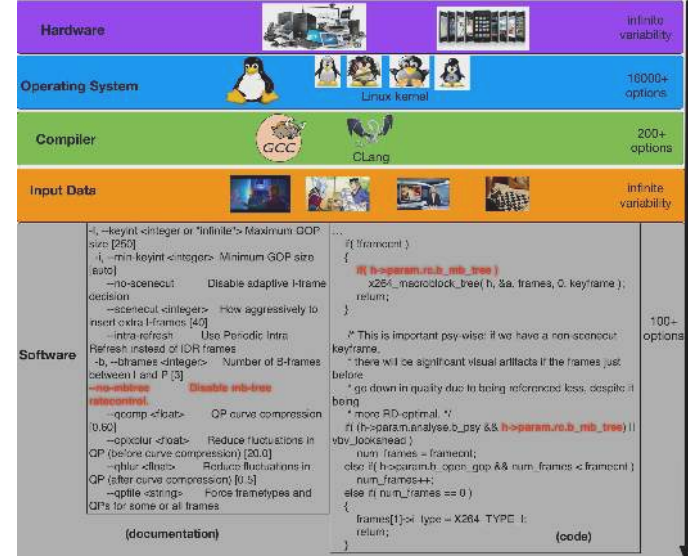 Hardware
infinite
variability
Operating System
Linux kernel
16000+
options
Compiler
GCC
CLang
200+
options
Input Data
infinite
variability
Software
-I, --keyint <integer or "infinite"> Maximum GOP
size [250]
-i, --min-keyint <integer> Minimum GOP size
[auto]
--no-scenecut Disable adaptive I-frame
decision
--scenecut <integer> How aggressively to
insert extra I-frames [40]
--intra-refresh Use Periodic Intra
Refresh instead of IDR frames
-b, --bframes <integer> Number of B-frames
between I and P [3]
--no-mbtree Disable mb-tree
ratecontrol.
--qcomp <float> QP curve compression
[0.60]
--cplxblur <float> Reduce fluctuations in
QP (before curve compression) [20.0]
--qblur <float> Reduce fluctuations in
QP (after curve compression) [0.5]
--qpfile <string> Force frametypes and
QPs for some or all frames
(documentation)
...
if( !framecnt )
{
if( h->param.rc.b_mb_tree )
x264_macroblock_tree( h, &a, frames, 0, keyframe );
return;
}
/* This is important psy-wise: if we have a non-scenecut
keyframe,
* there will be significant visual artifacts if the frames just
before
* go down in quality due to being referenced less, despite it
being
* more RD-optimal. */
if( (h->param.analyse.b_psy && h->param.rc.b_mb_tree) ||
vbv_lookahead )
num_frames = framecnt;
else if( h->param.b_open_gop && num_frames < framecnt )
num_frames++;
else if( num_frames == 0 )
{
frames[1]->i_type = X264_TYPE_I;
return;
}
(code)
100+
options